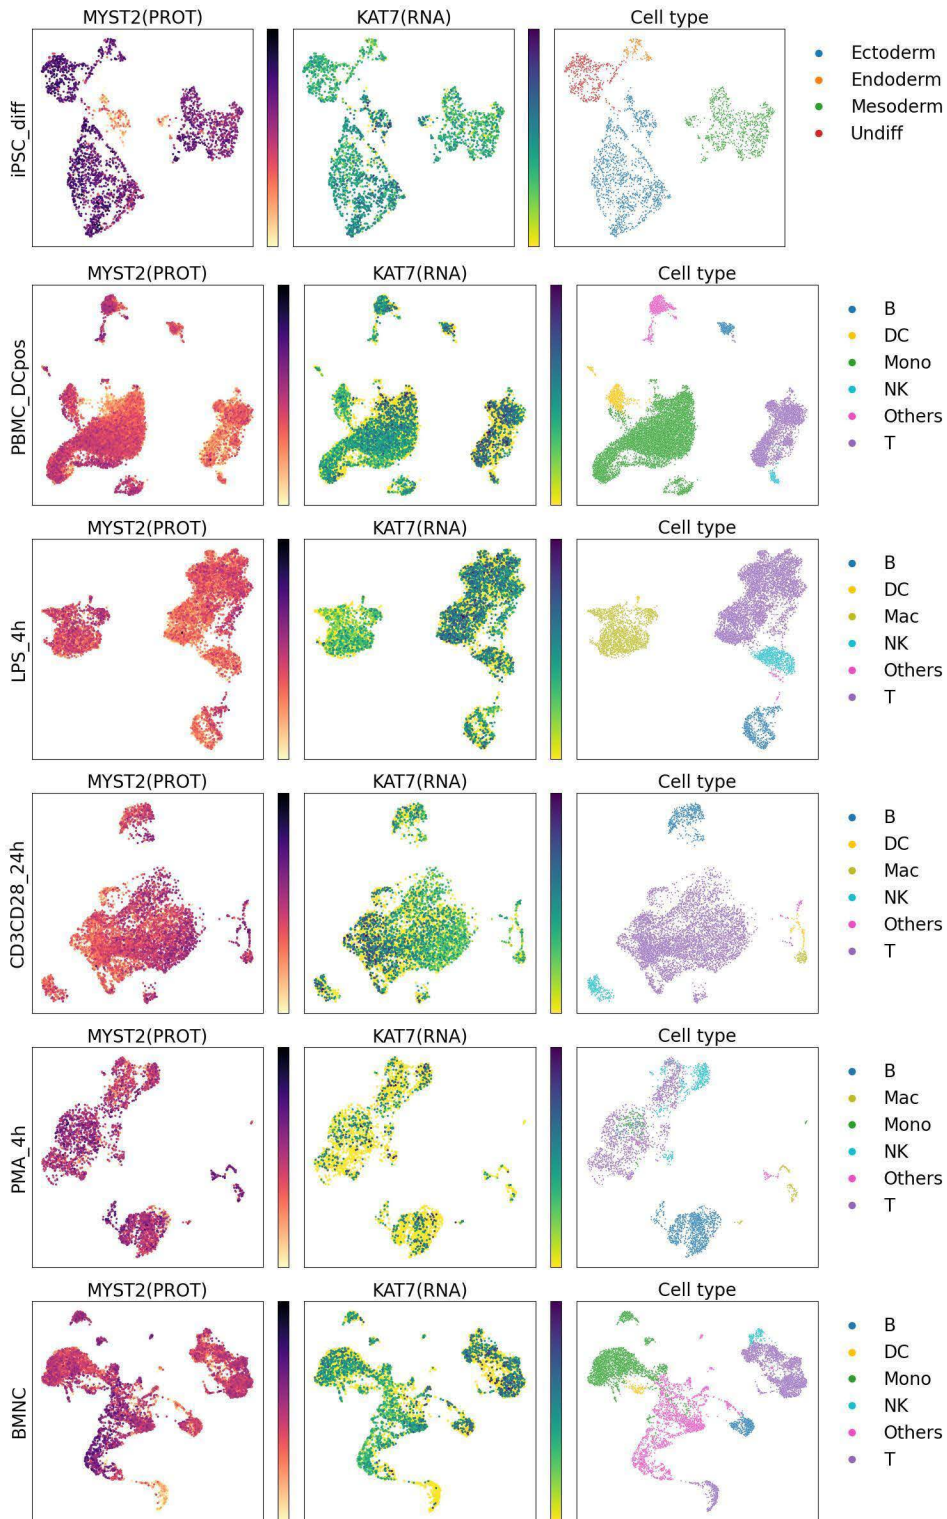 MYST2(PROT) KAT7(RNA) Cell type
iPSC_diff
Ectoderm
Endoderm
Mesoderm
Undiff
MYST2(PROT) KAT7(RNA) Cell type
PBMC_DCpos
B
DC
Mono
NK
Others
T
MYST2(PROT) KAT7(RNA) Cell type
LPS_4h
B
DC
Mac
NK
Others
T
MYST2(PROT) KAT7(RNA) Cell type
CD3CD28_24h
B
DC
Mac
NK
Others
T
MYST2(PROT) KAT7(RNA) Cell type
PMA_4h
B
Mac
Mono
NK
Others
T
MYST2(PROT) KAT7(RNA) Cell type
BMNC
B
DC
Mono
NK
Others
T